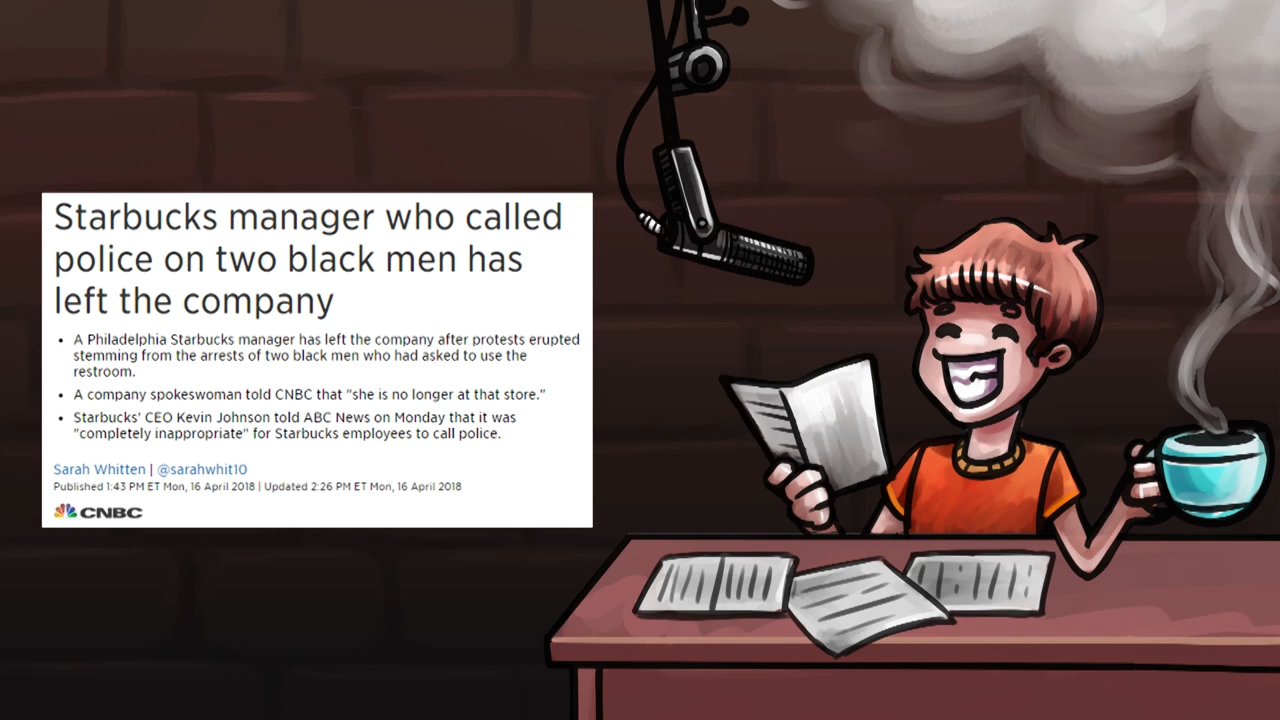 Starbucks manager who called
police on two black men has
left the company
• A Philadelphia Starbucks manager has left the company after protests erupted
stemming from the arrests of two black men who had asked to use the
restroom.
• A company spokeswoman told CNBC that "she is no longer at that store."
• Starbucks' CEO Kevin Johnson told ABC News on Monday that it was
"completely inappropriate" for Starbucks employees to call police.
Sarah Whitten | @sarahwhit10
Published 1:43 PM ET Mon, 16 April 2018 | Updated 2:26 PM ET Mon, 16 April 2018
CNBC